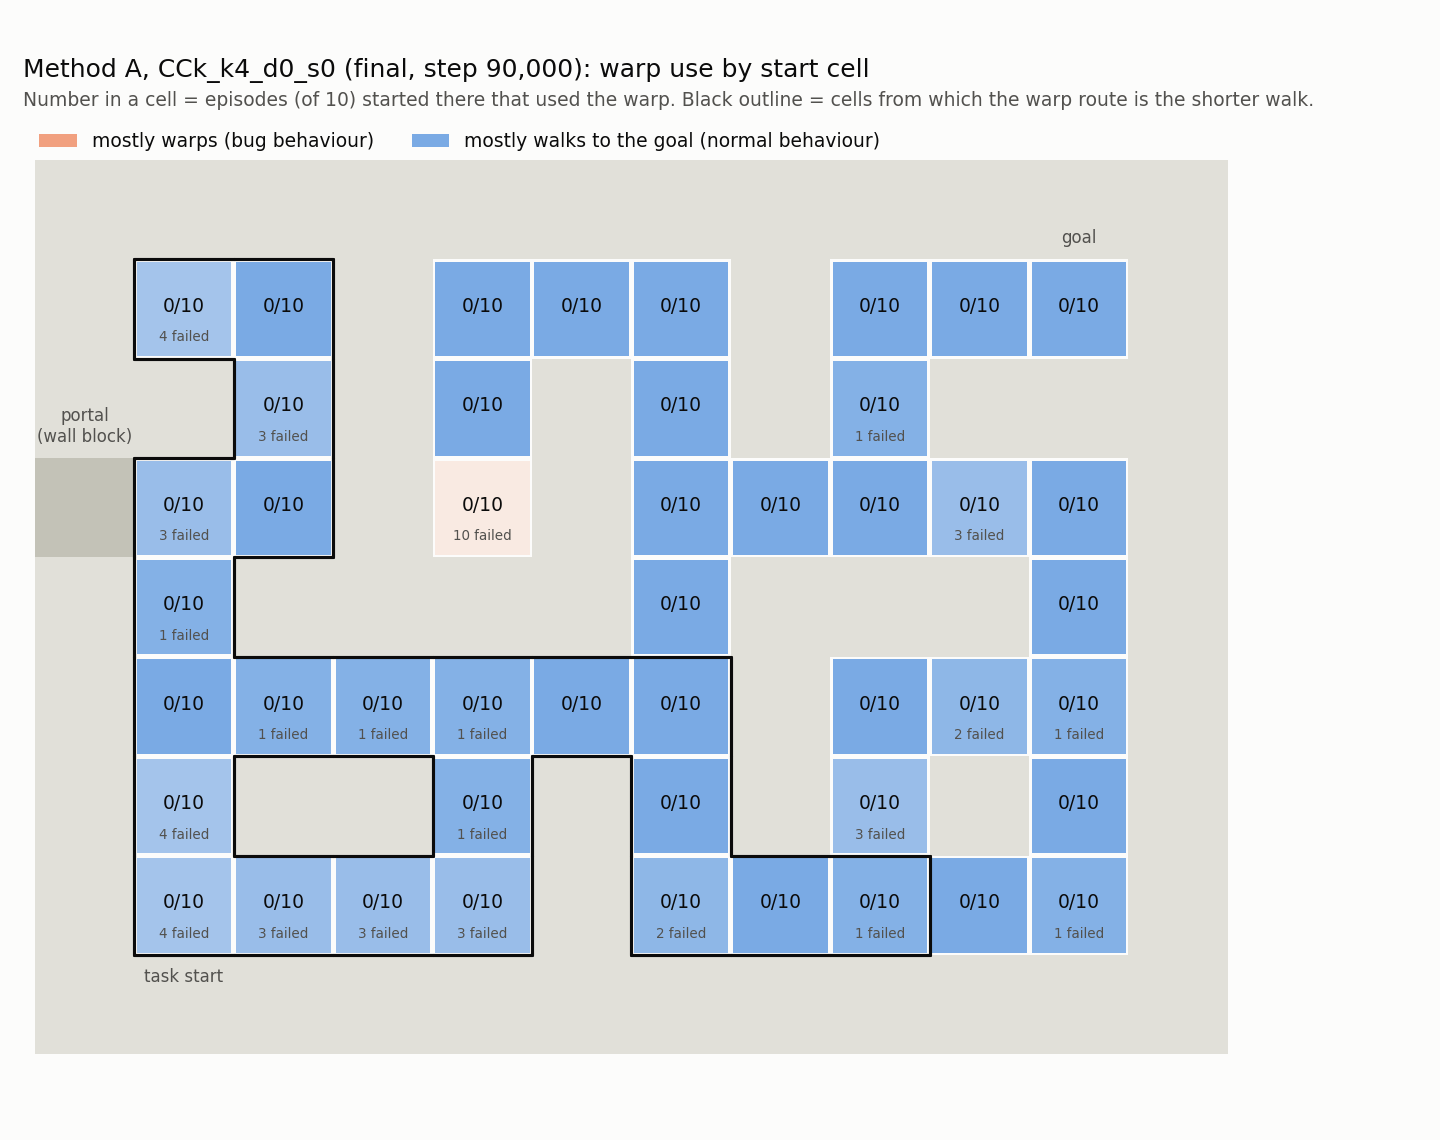 Method A, CCk_k4_d0_s0 (final, step 90,000): warp use by start cell
Number in a cell = episodes (of 10) started there that used the warp. Black outline = cells from which the warp route is the shorter walk.
mostly warps (bug behaviour) mostly walks to the goal (normal behaviour)
goal
0/10 0/10 0/10 0/10 0/10 0/10 0/10 0/10
4 failed
portal
(wall block)
0/10 0/10 0/10 0/10
3 failed 1 failed
0/10 0/10 0/10 0/10 0/10 0/10 0/10 0/10
3 failed 10 failed 3 failed
0/10 0/10 0/10
1 failed
0/10 0/10 0/10 0/10 0/10 0/10 0/10 0/10 0/10
1 failed 1 failed 1 failed 2 failed 1 failed
0/10 0/10 0/10 0/10 0/10
4 failed 1 failed 3 failed
0/10 0/10 0/10 0/10 0/10 0/10 0/10 0/10 0/10
4 failed 3 failed 3 failed 3 failed 2 failed 1 failed 1 failed
task start